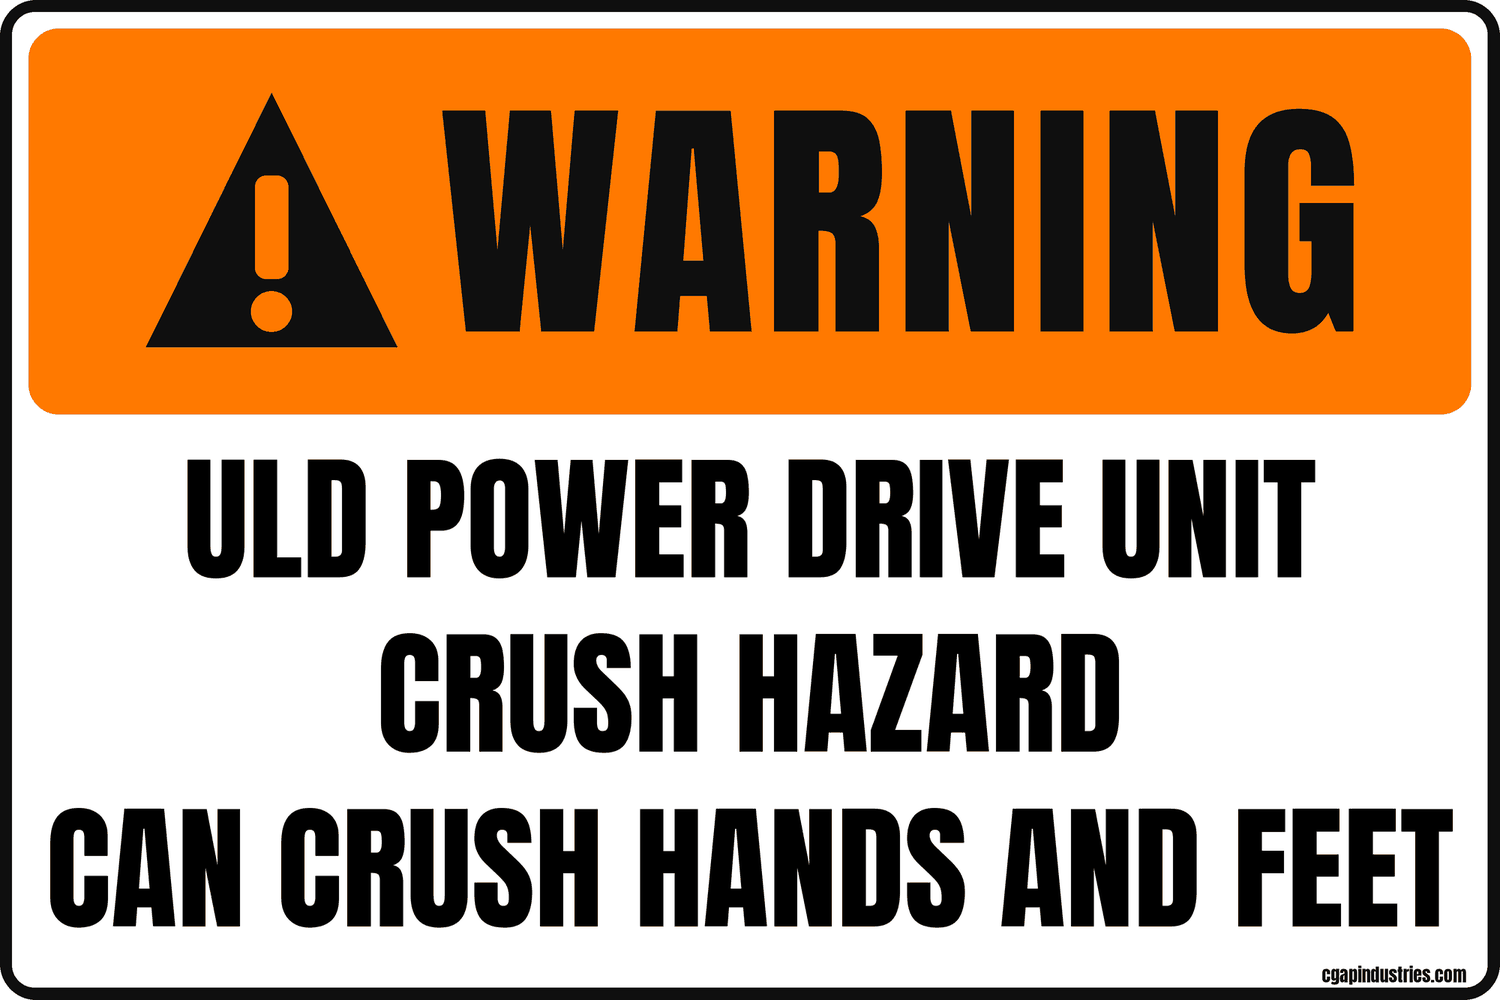 WARNING
ULD POWER DRIVE UNIT
CRUSH HAZARD
CAN CRUSH HANDS AND FEET
cgapindustries.com